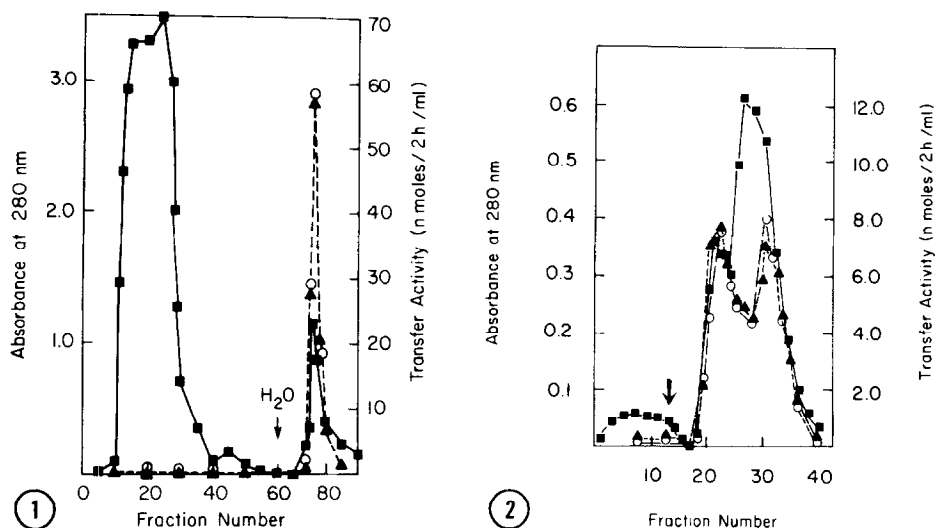 3.0
2.0
1.0
Absorbance at 280 nm
70
60
50
40
30
20
10
Transfer Activity (n moles/2h/ml)
H2O
0 20 40 60 80
Fraction Number
1
0.6
0.5
0.4
0.3
0.2
0.1
Absorbance at 280 nm
12.0
10.0
8.0
6.0
4.0
2.0
Transfer Activity (n moles/2h/ml)
10 20 30 40
Fraction Number
2